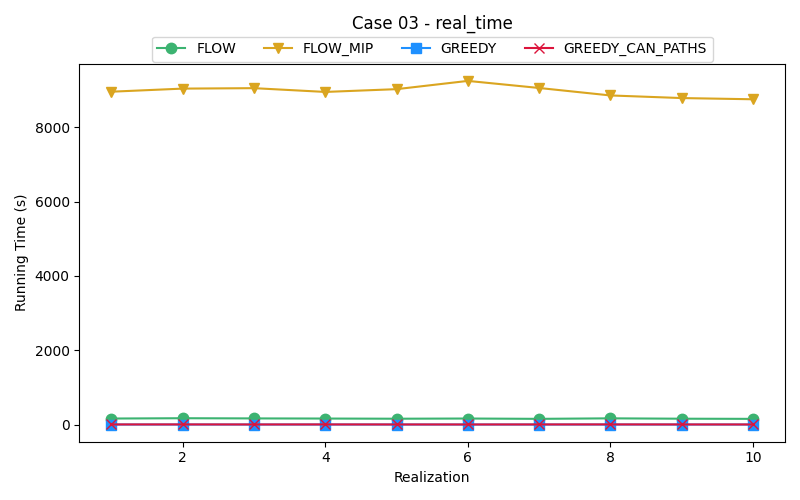 Case 03 - real_time
FLOW FLOW_MIP GREEDY GREEDY_CAN_PATHS
8000
6000
4000
2000
0
Running Time (s)
2 4 6 8 10
Realization